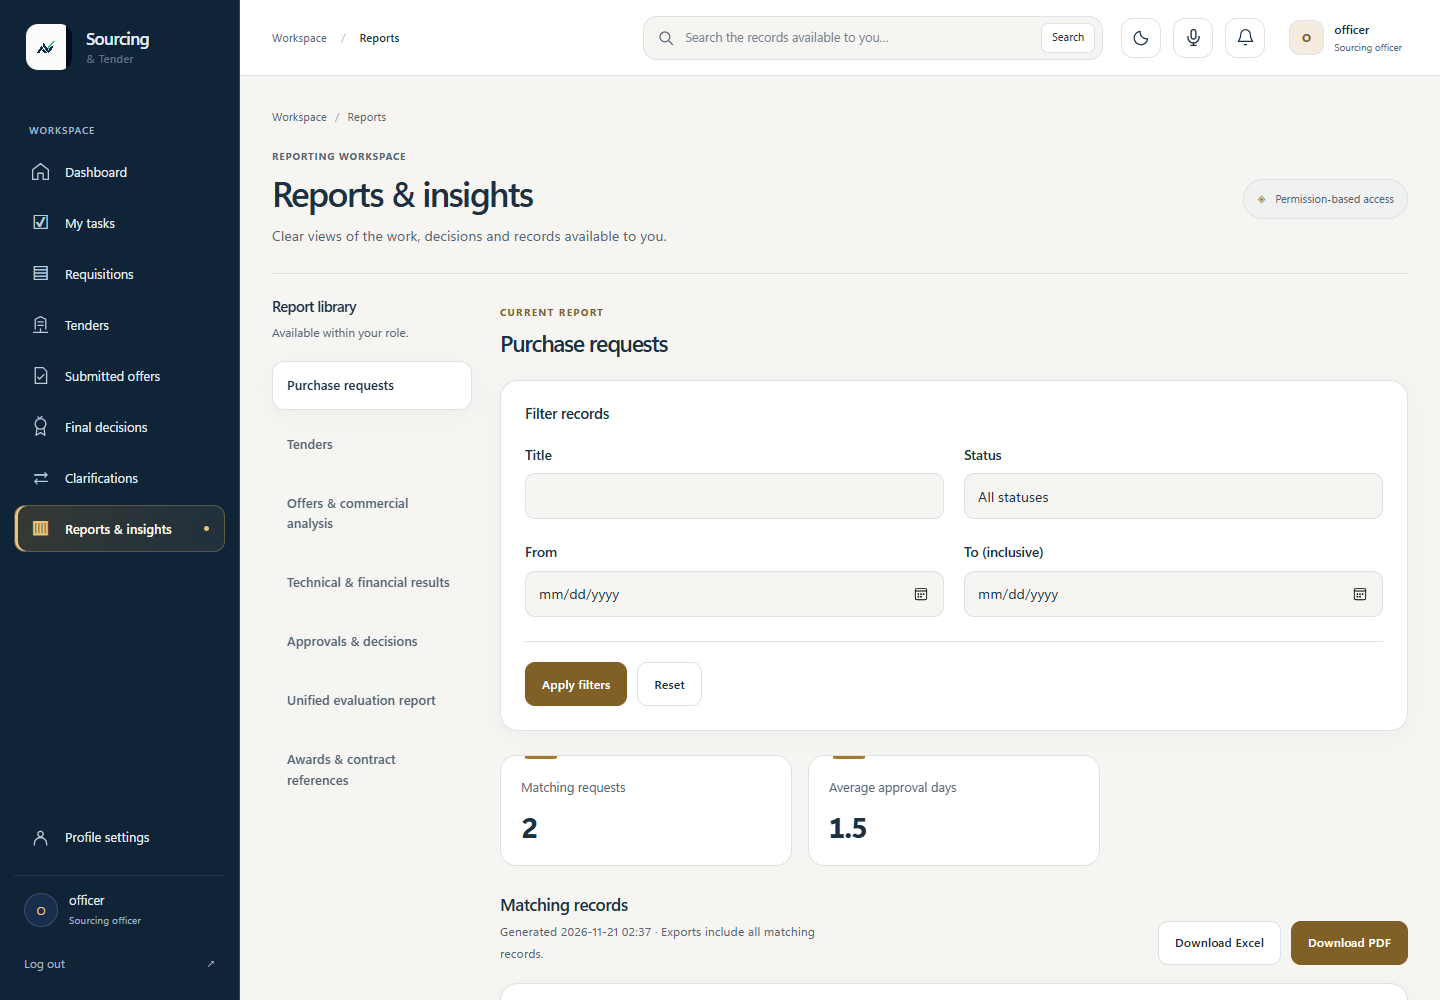 Sourcing
& Tender
WORKSPACE
Dashboard
My tasks
Requisitions
Tenders
Submitted offers
Final decisions
Clarifications
Reports & insights
Profile settings
O
officer
Sourcing officer
Log out ↗
Workspace / Reports
Search the records available to you...
Search
O
officer
Sourcing officer
Workspace / Reports
REPORTING WORKSPACE
Reports & insights
Clear views of the work, decisions and records available to you.
Permission-based access
Report library
Available within your role.
Purchase requests
Tenders
Offers & commercial
analysis
Technical & financial results
Approvals & decisions
Unified evaluation report
Awards & contract
references
CURRENT REPORT
Purchase requests
Filter records
Title
Status
All statuses
From
mm/dd/yyyy
To (inclusive)
mm/dd/yyyy
Apply filters
Reset
Matching requests
2
Average approval days
1.5
Matching records
Generated 2026-11-21 02:37 · Exports include all matching
records.
Download Excel
Download PDF